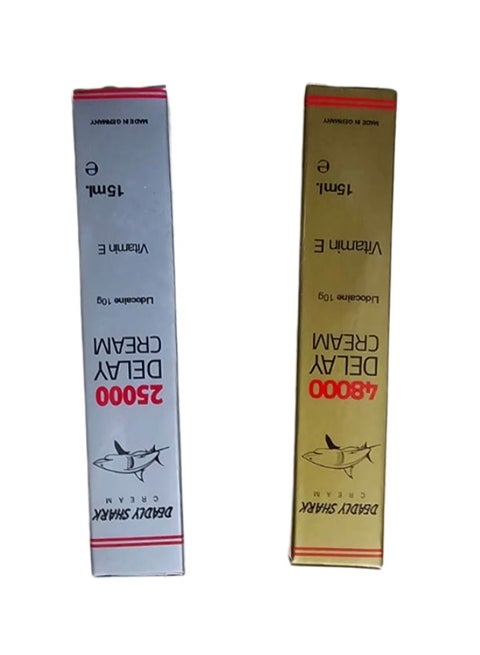 DEADLY SHARK
CREAM
25000
DELAY
CREAM
Lidocaine 10g
Vitamin E
15ml.
e
MADE IN GERMANY
DEADLY SHARK
CREAM
48000
DELAY
CREAM
Lidocaine 10g
Vitamin E
15ml.
MADE IN GERMANY